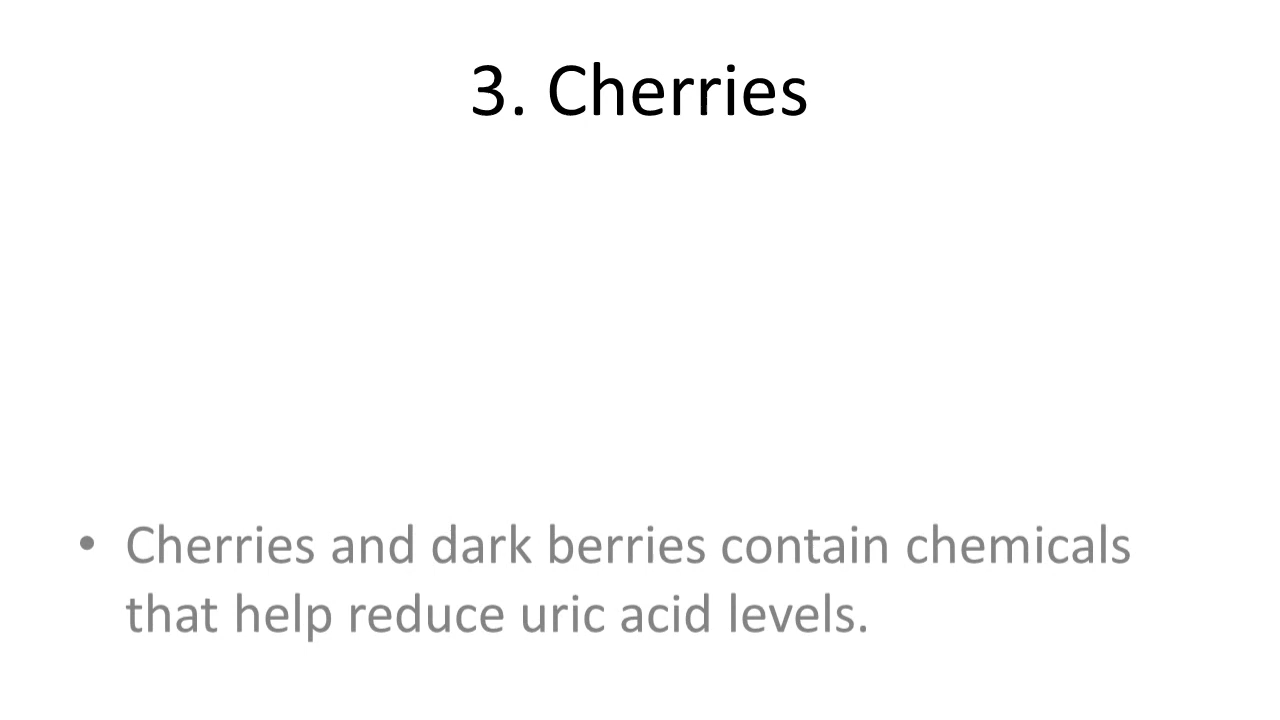 3. Cherries
• Cherries and dark berries contain chemicals
that help reduce uric acid levels.